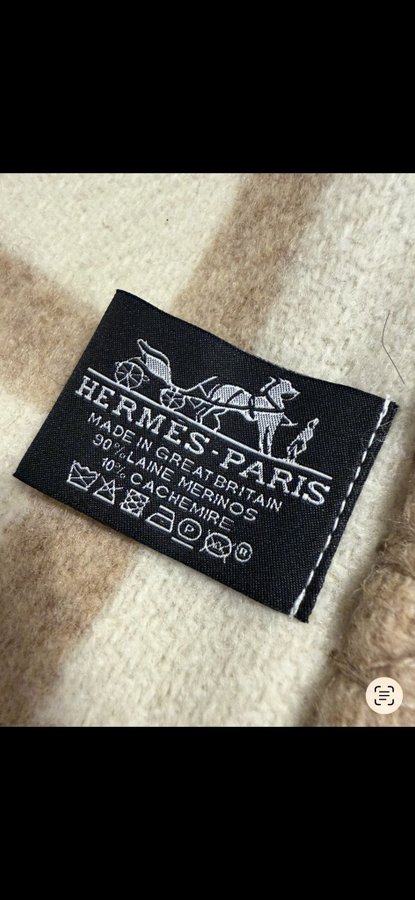 HERMES-PARIS
MADE IN GREAT BRITAIN
90% LAINE MERINOS
10% CACHEMIRE
P
R